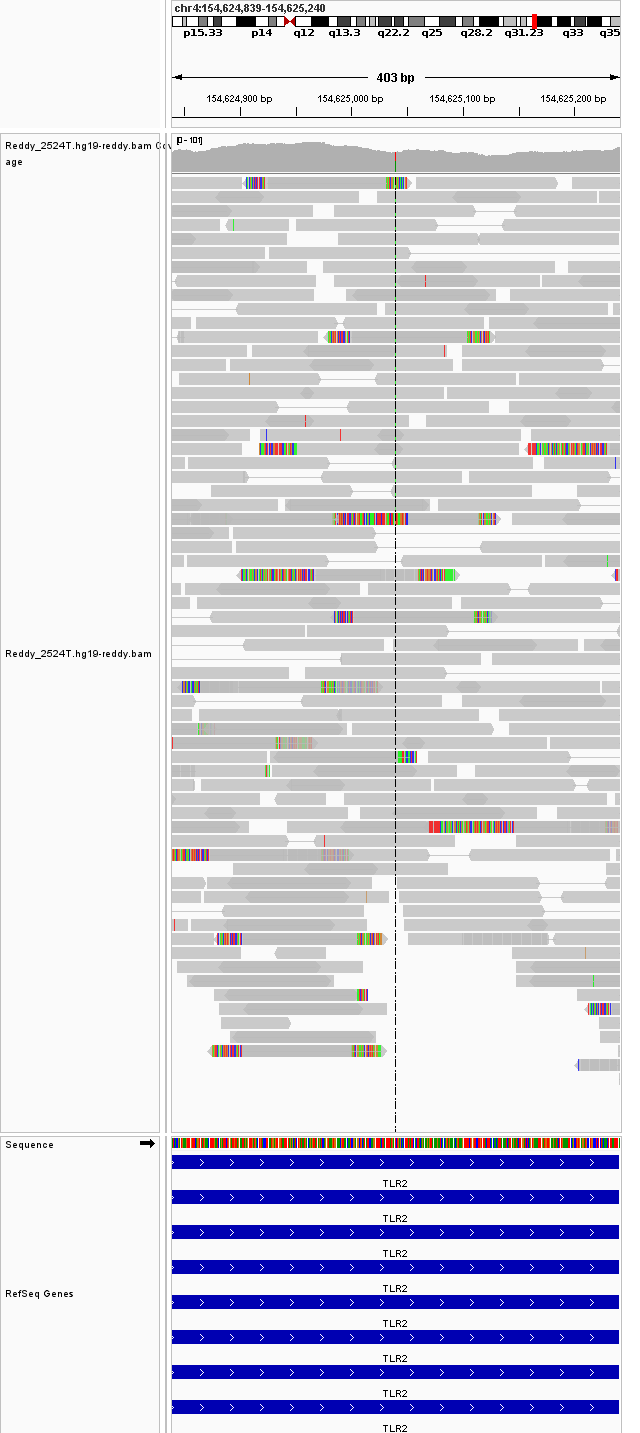 chr4:154,624,839-154,625,240
p15.33 p14 q12 q13.3 q22.2 q25 q28.2 q31.23 q33 q35
403 bp
154,624,900 bp 154,625,000 bp 154,625,100 bp 154,625,200 bp
Reddy_2524T.hg19-reddy.bam Cov
age
[0 - 101]
Reddy_2524T.hg19-reddy.bam
Sequence
TLR2
TLR2
TLR2
RefSeq Genes
TLR2
TLR2
TLR2
TLR2
TLR2